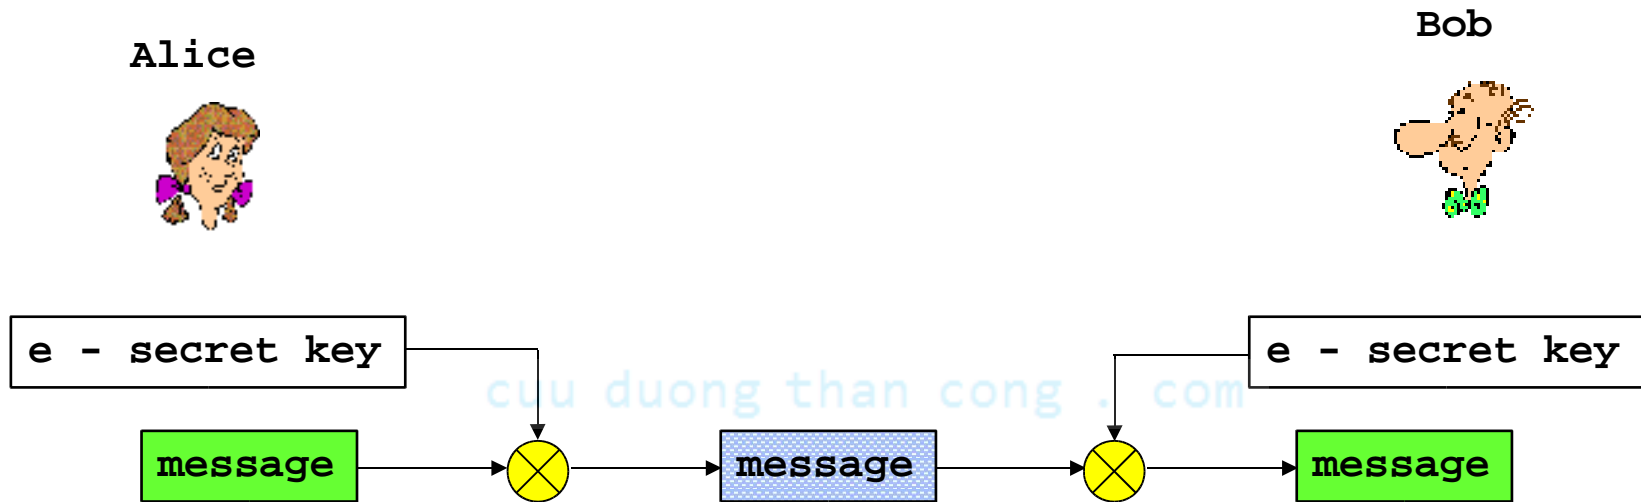 Alice
Bob
e - secret key
e - secret key
cuu duong than cong . com
message
message
message